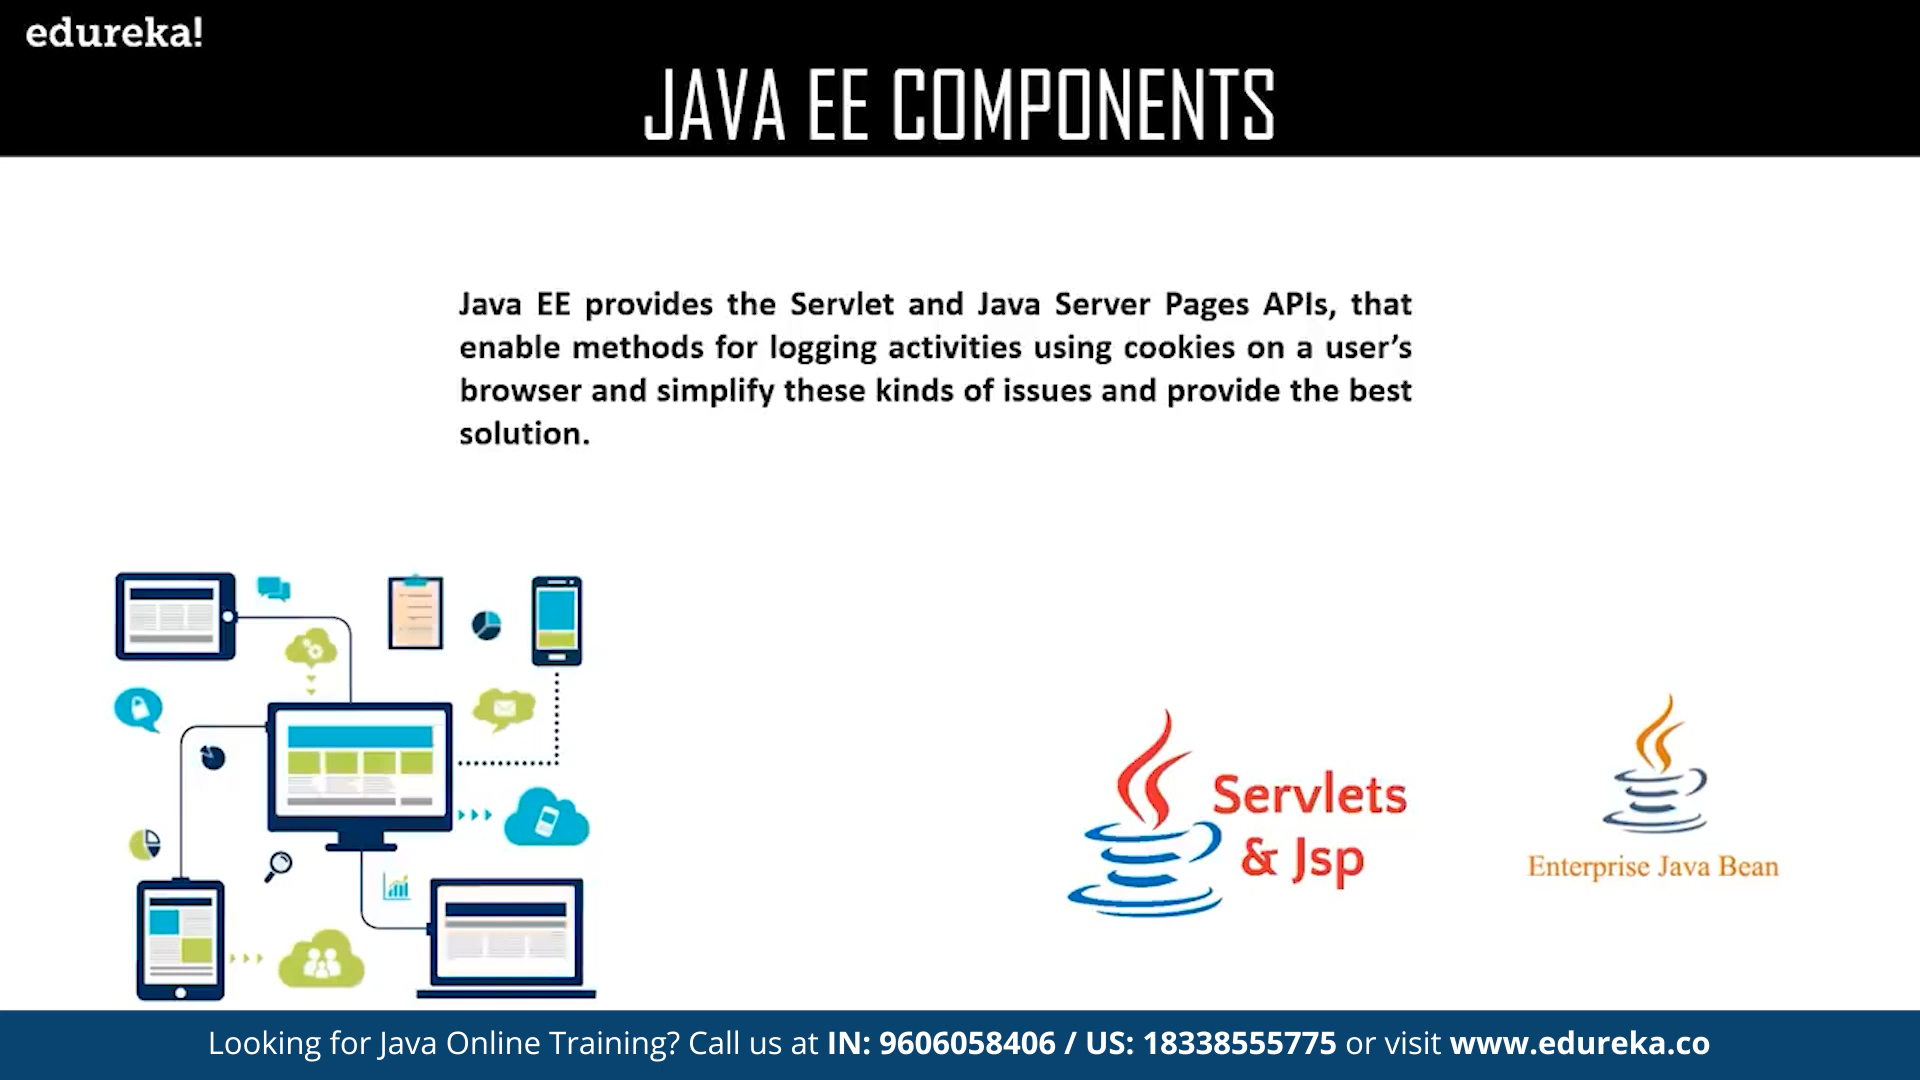 edureka!
JAVA EE COMPONENTS
Java EE provides the Servlet and Java Server Pages APIs, that
enable methods for logging activities using cookies on a user's
browser and simplify these kinds of issues and provide the best
solution.
Servlets
& Jsp
Enterprise Java Bean
Looking for Java Online Training? Call us at IN: 9606058406 / US: 18338555775 or visit www.edureka.co